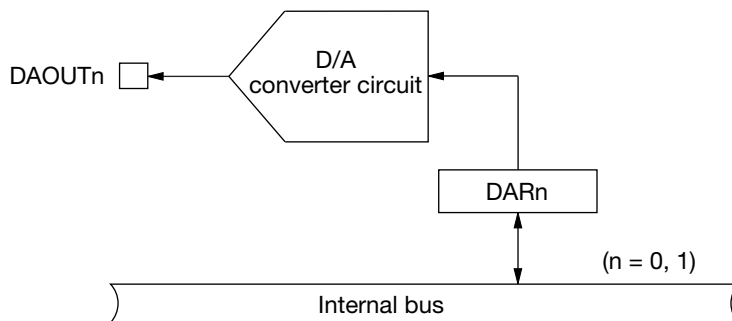 DAOUTn
D/A
converter circuit
DARn
(n = 0, 1)
Internal bus